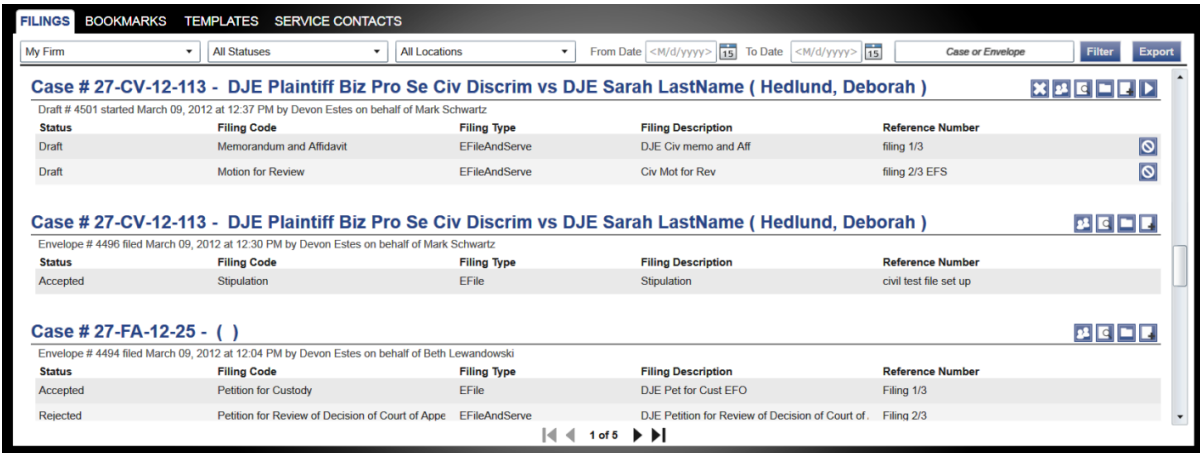 FILINGS BOOKMARKS TEMPLATES SERVICE CONTACTS
My Firm All Statuses All Locations From Date <M/d/yyyy> 15 To Date <M/d/yyyy> 15 Case or Envelope Filter Export
Case # 27-CV-12-113 - DJE Plaintiff Biz Pro Se Civ Discrim vs DJE Sarah LastName ( Hedlund, Deborah )
Draft # 4501 started March 09, 2012 at 12:37 PM by Devon Estes on behalf of Mark Schwartz
Status Filing Code Filing Type Filing Description Reference Number
Draft Memorandum and Affidavit EFileAndServe DJE Civ memo and Aff filing 1/3
Draft Motion for Review EFileAndServe Civ Mot for Rev filing 2/3 EFS
Case # 27-CV-12-113 - DJE Plaintiff Biz Pro Se Civ Discrim vs DJE Sarah LastName ( Hedlund, Deborah )
Envelope # 4496 filed March 09, 2012 at 12:30 PM by Devon Estes on behalf of Mark Schwartz
Status Filing Code Filing Type Filing Description Reference Number
Accepted Stipulation EFile Stipulation civil test file set up
Case # 27-FA-12-25 - ( )
Envelope # 4494 filed March 09, 2012 at 12:04 PM by Devon Estes on behalf of Beth Lewandowski
Status Filing Code Filing Type Filing Description Reference Number
Accepted Petition for Custody EFile DJE Pet for Cust EFO Filing 1/3
Rejected Petition for Review of Decision of Court of Appe EFileAndServe DJE Petition for Review of Decision of Court of . Filing 2/3
1 of 5